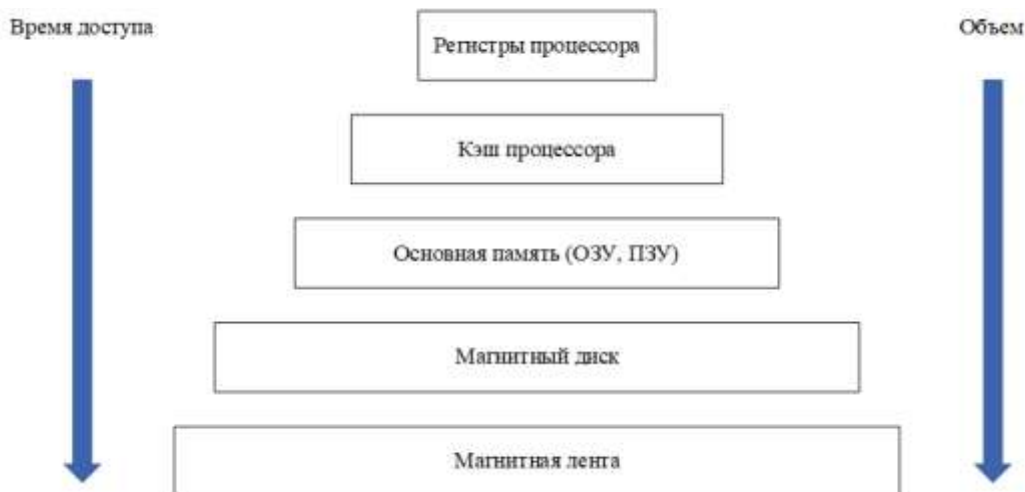 Время доступа
Объем
Регистры процессора
Кэш процессора
Основная память (ОЗУ, ПЗУ)
Магнитный диск
Магнитная лента